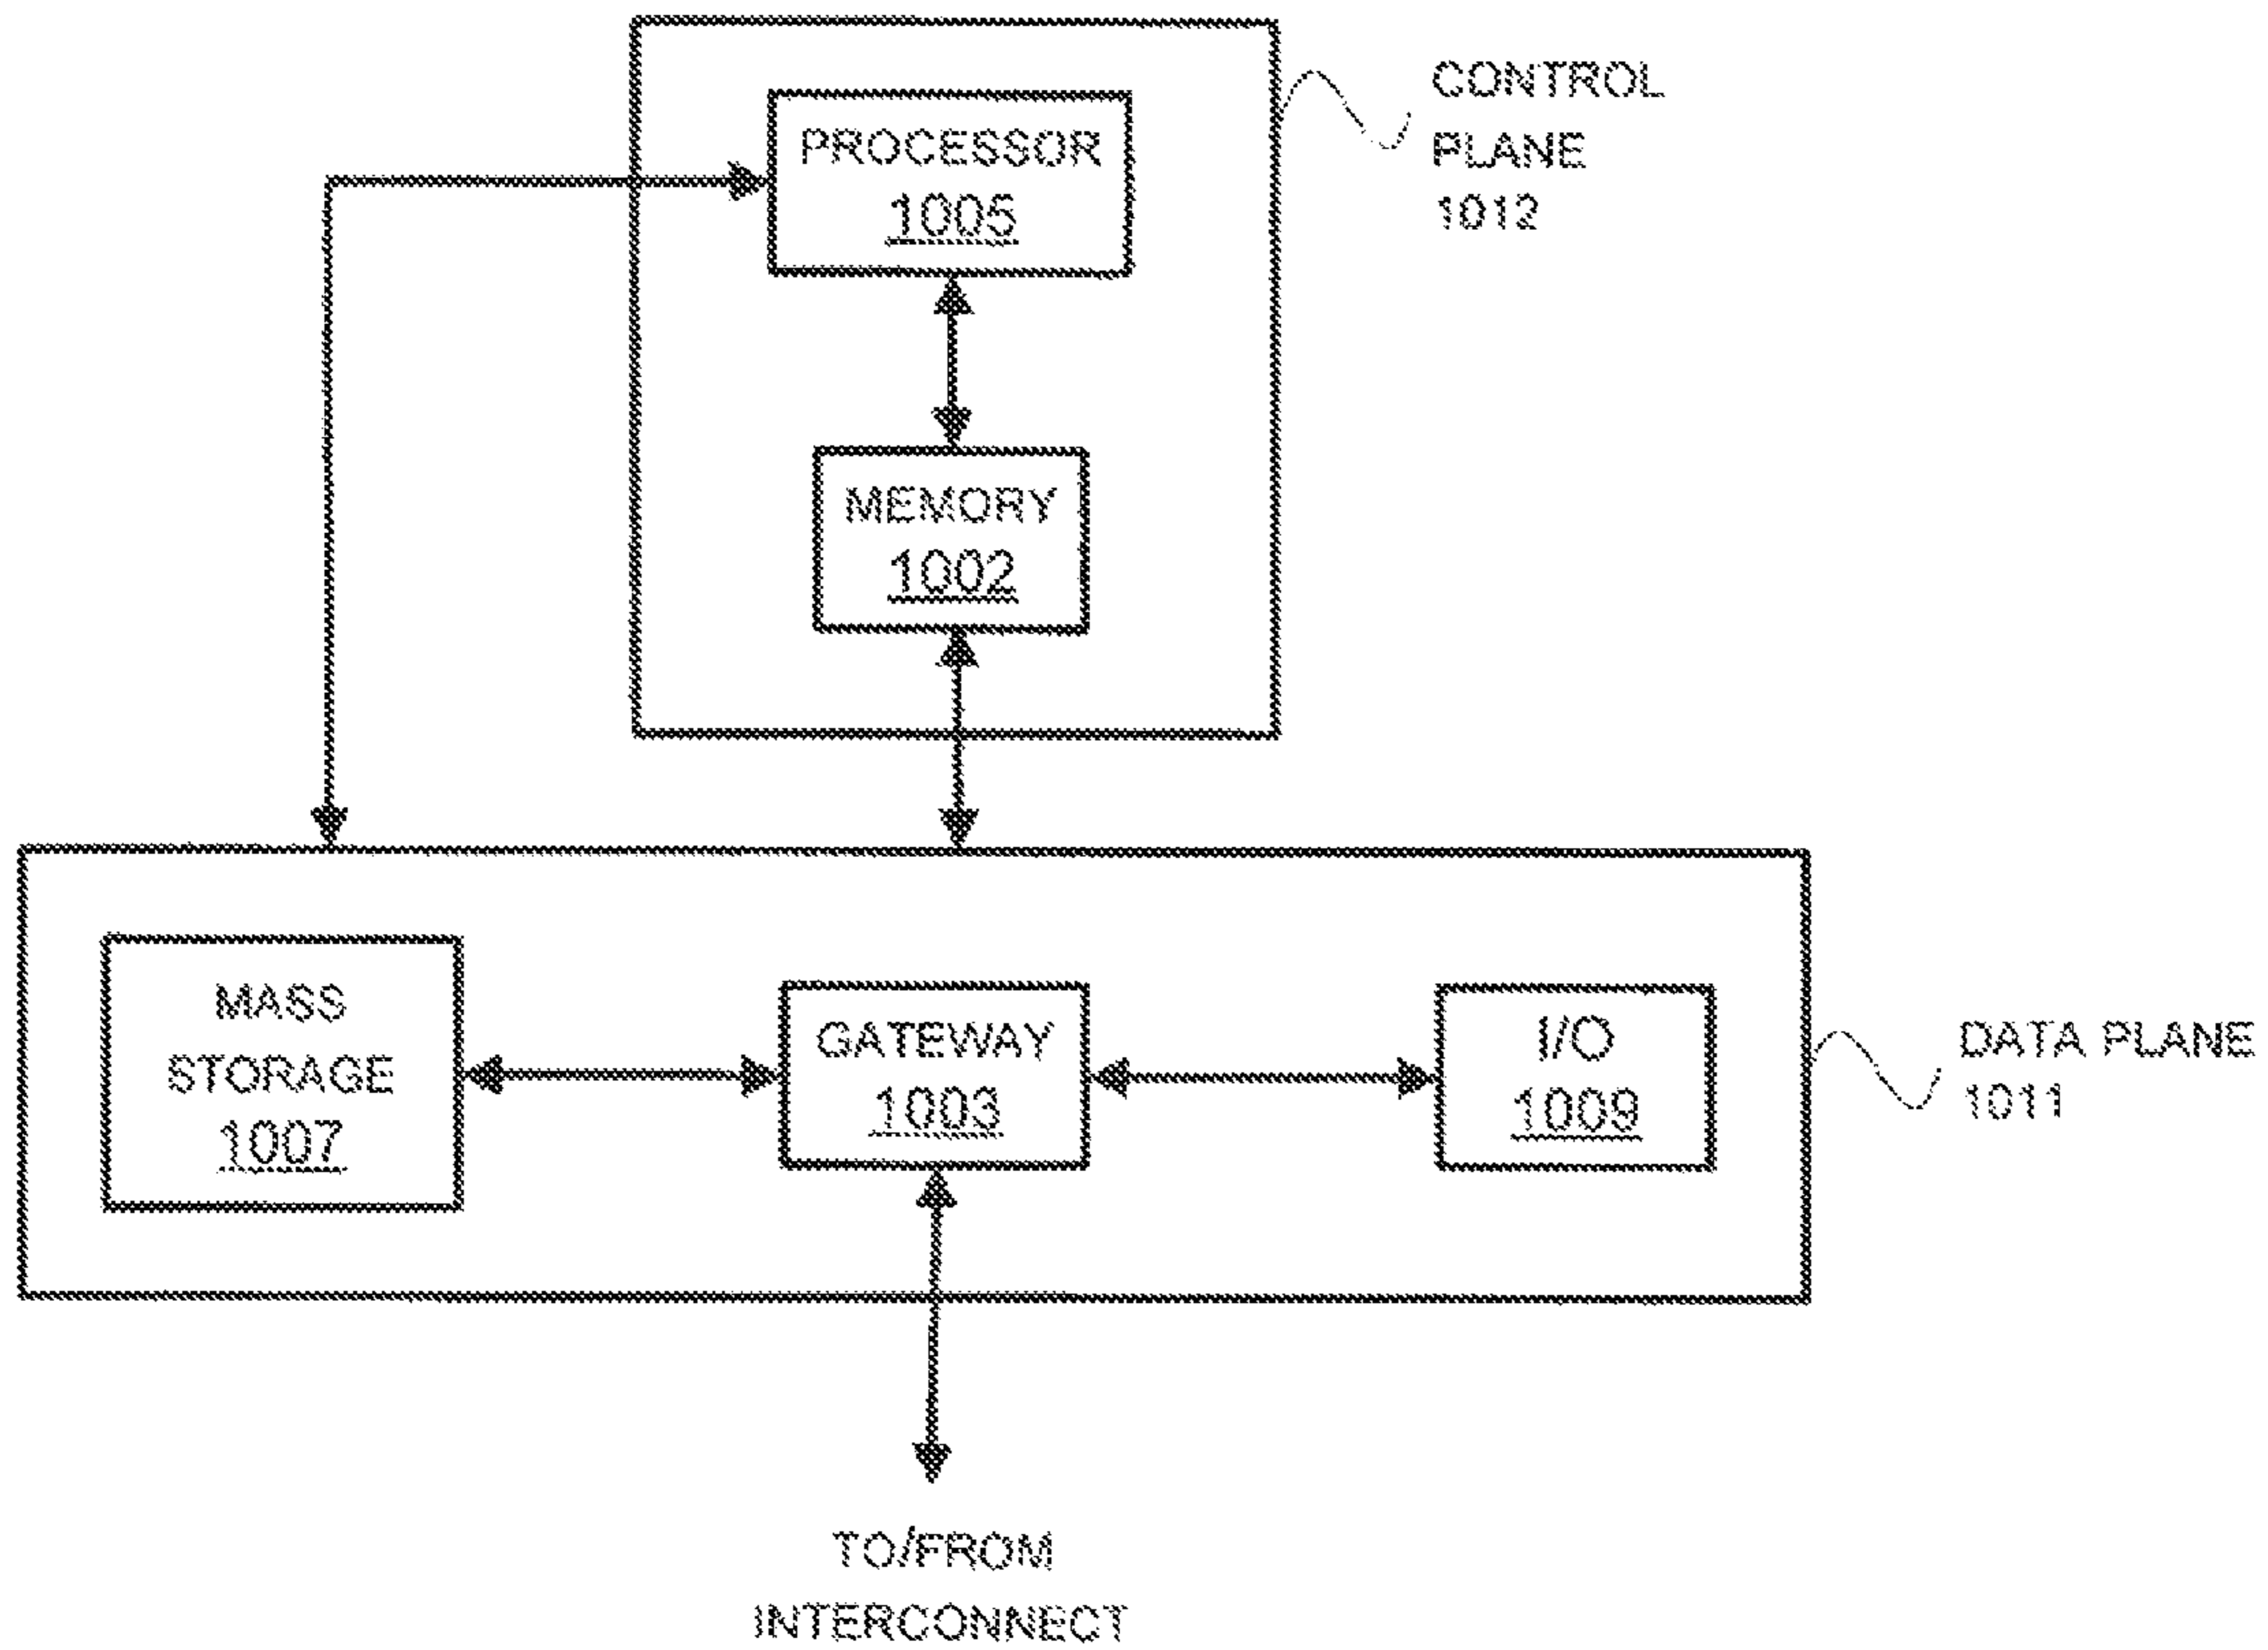 PROCESSOR
1005
CONTROL
PLANE
1012
MEMORY
1002
MASS
STORAGE
1007
GATEWAY
1003
I/O
1009
DATA PLANE
1011
TO/FROM
INTERCONNECT